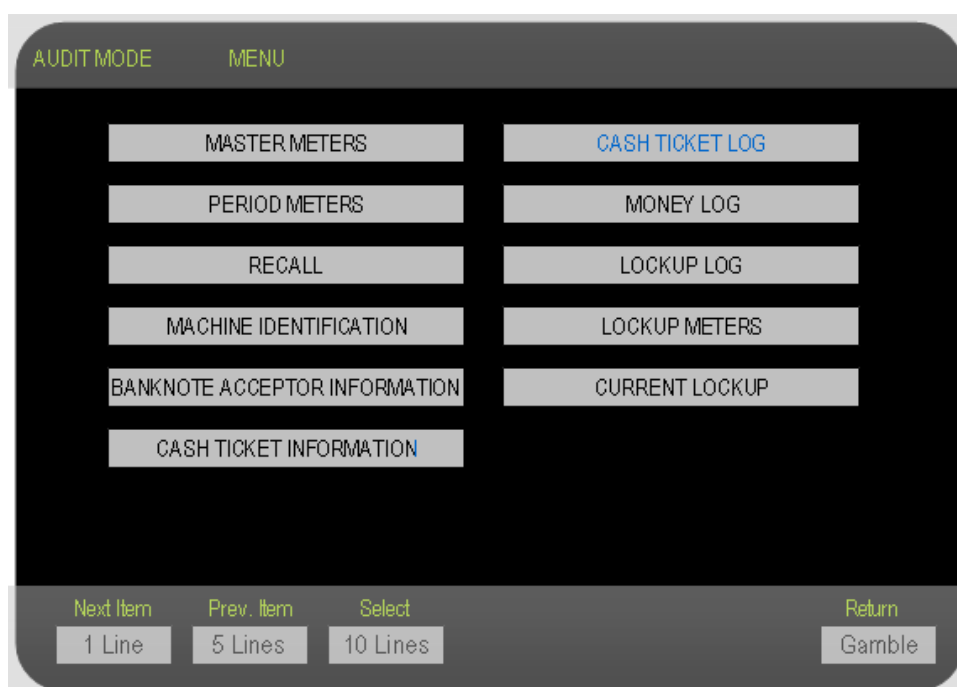 AUDIT MODE MENU
MASTER METERS
PERIOD METERS
RECALL
MACHINE IDENTIFICATION
BANKNOTE ACCEPTOR INFORMATION
CASH TICKET INFORMATION
CASH TICKET LOG
MONEY LOG
LOCKUP LOG
LOCKUP METERS
CURRENT LOCKUP
Next Item Prev. Item Select Return
1 Line 5 Lines 10 Lines Gamble